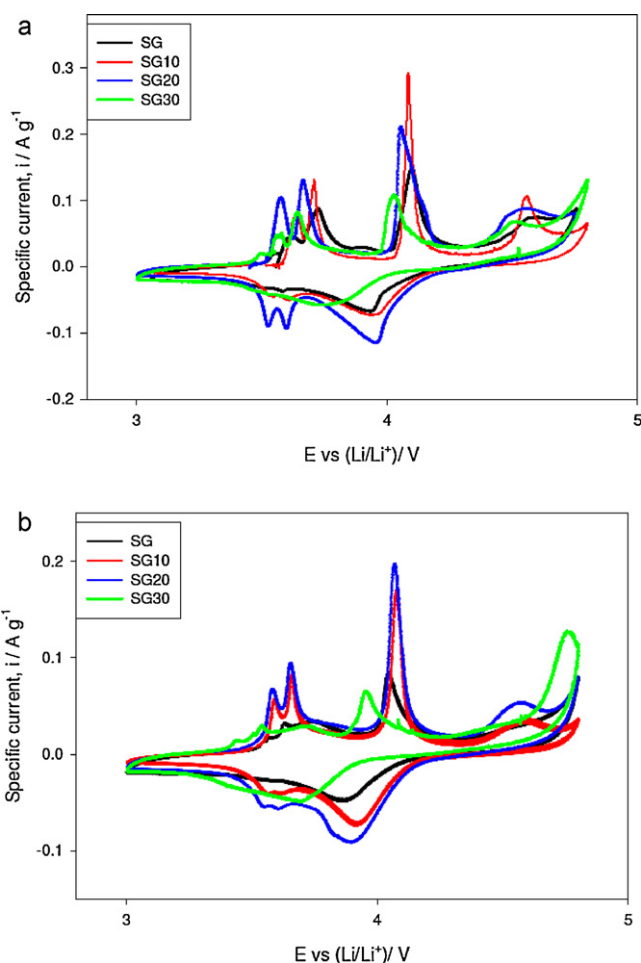 a
SG
SG10
SG20
SG30
Specific current, i / A g-1
0.3
0.2
0.1
0.0
-0.1
-0.2
3
4
5
E vs (Li/Li+)/ V
b
SG
SG10
SG20
SG30
Specific current, i / A g-1
0.2
0.1
0.0
-0.1
3
4
5
E vs (Li/Li+)/ V